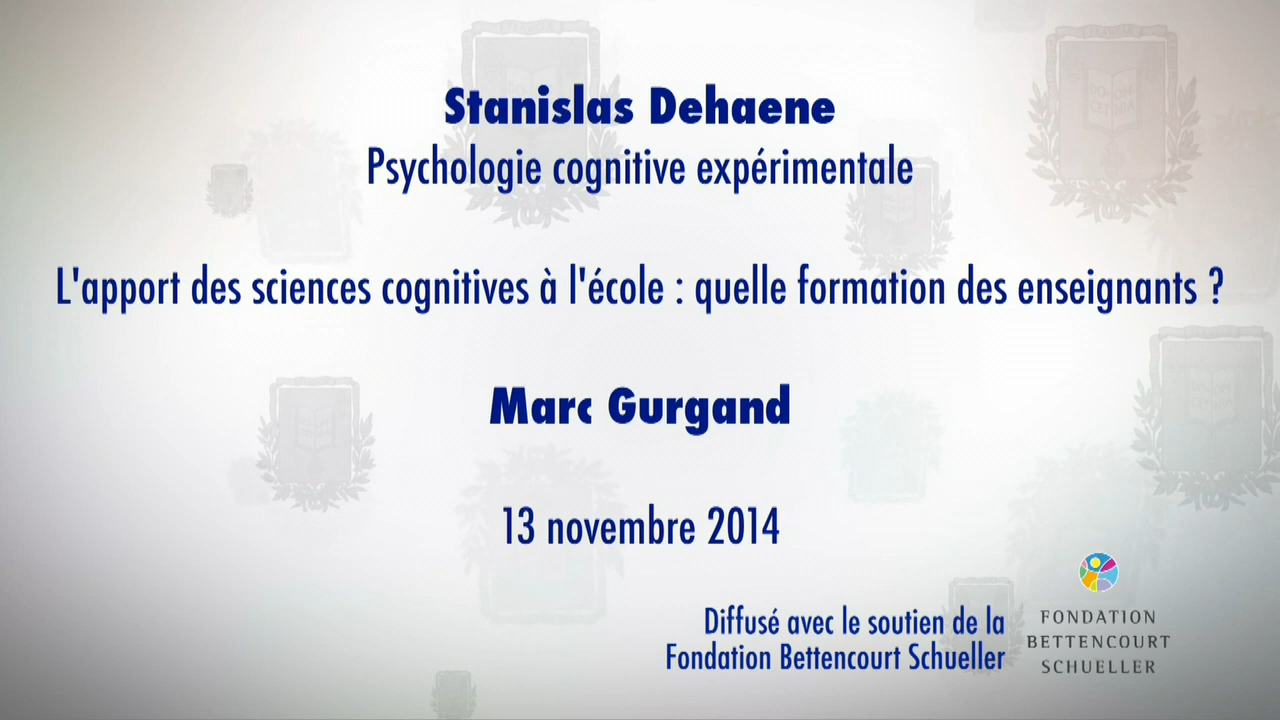 Stanislas Dehaene
Psychologie cognitive expérimentale
L'apport des sciences cognitives à l'école : quelle formation des enseignants ?
Marc Gurgand
13 novembre 2014
Diffusé avec le soutien de la
Fondation Bettencourt Schueller
FONDATION
BETTENCOURT
SCHUELLER